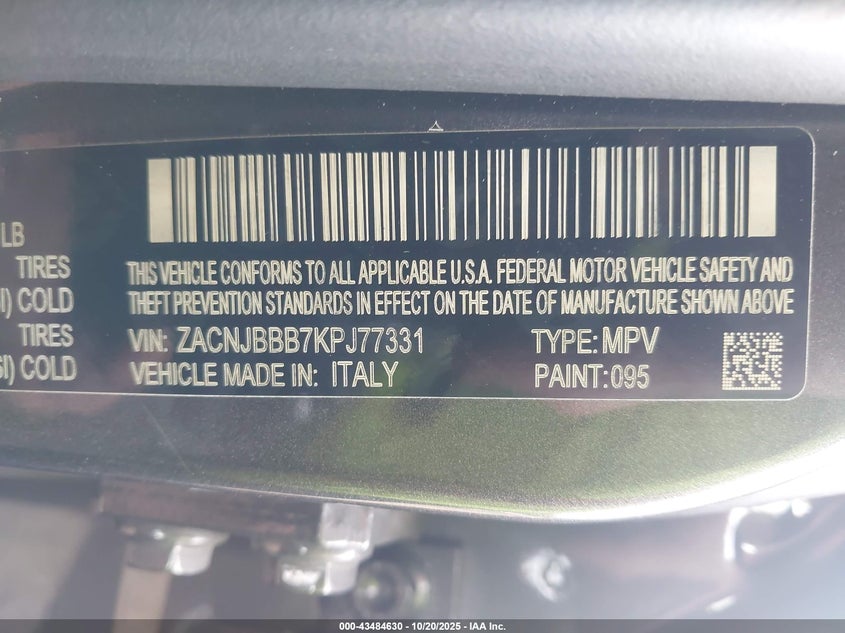 LB
TIRES
THIS VEHICLE CONFORMS TO ALL APPLICABLE U.S.A. FEDERAL MOTOR VEHICLE SAFETY AND
I) COLD
THEFT PREVENTION STANDARDS IN EFFECT ON THE DATE OF MANUFACTURE SHOWN ABOVE
TIRES
VIN: ZACNJBBB7KPJ77331 TYPE: MPV
SI) COLD
VEHICLE MADE IN: ITALY PAINT: 095
000-43484630 - 10/20/2025 - IAA Inc.